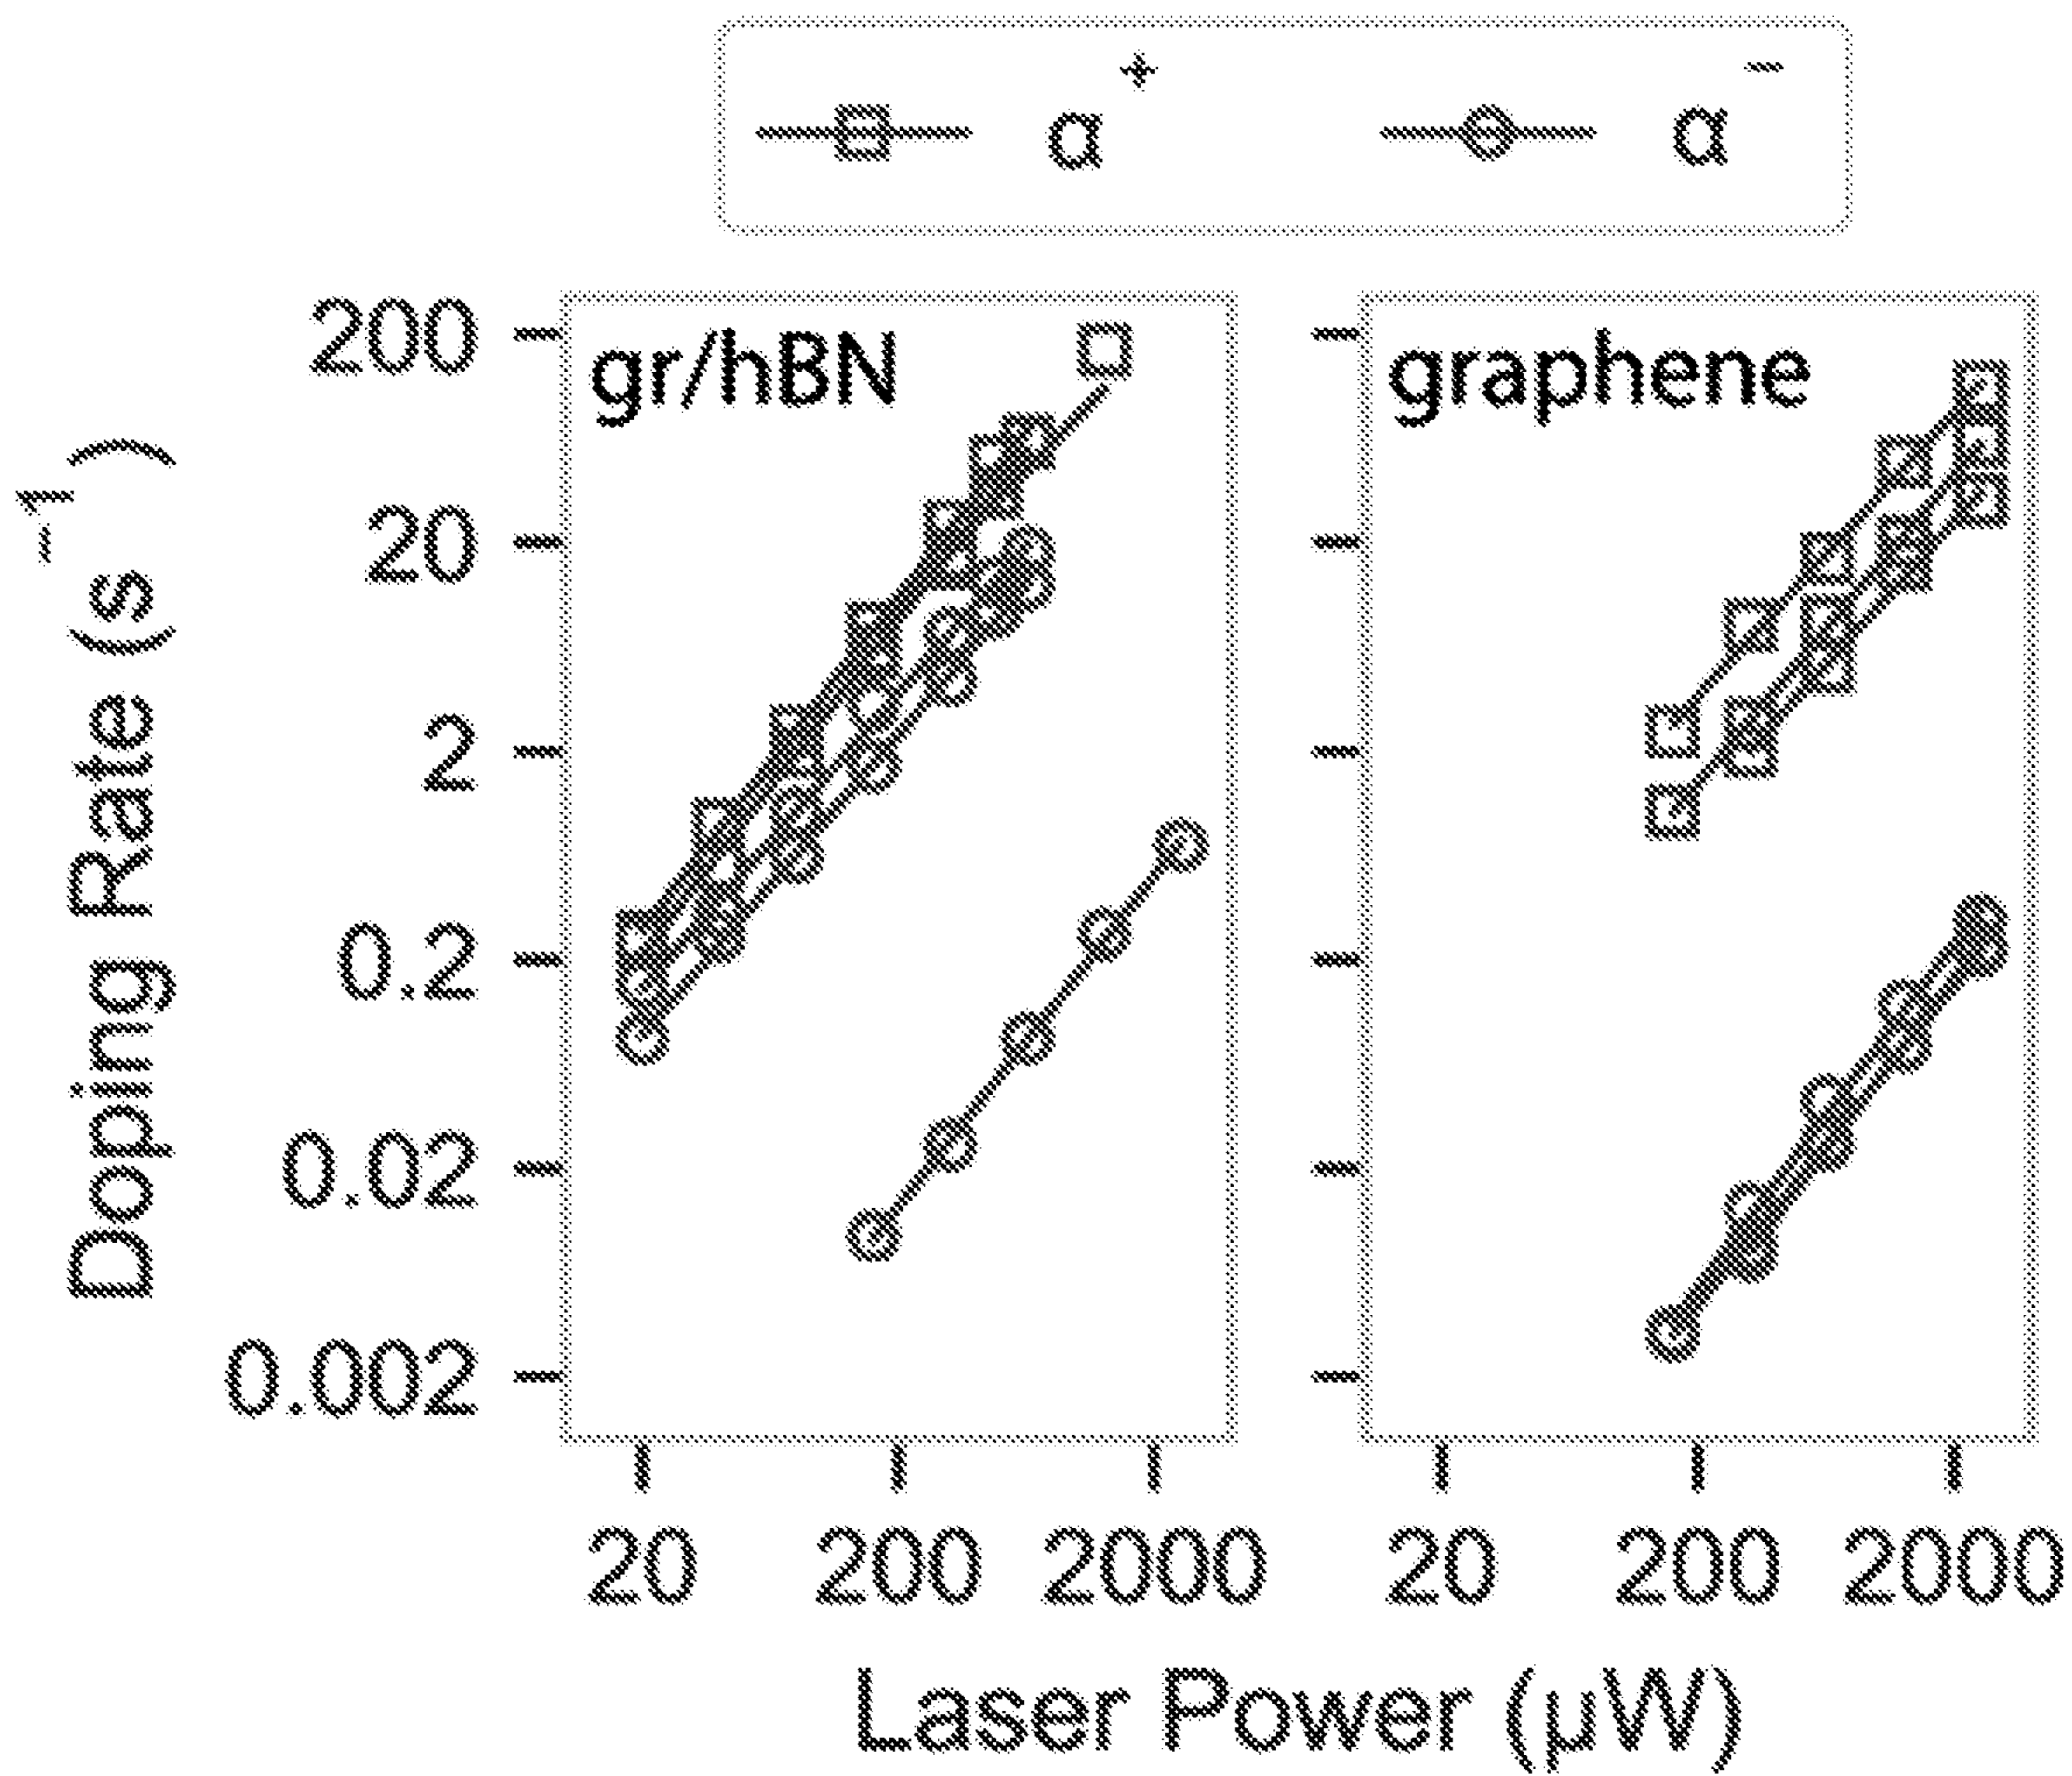 α⁺ α⁻
gr/hBN graphene
200
20
2
0.2
0.02
0.002
Doping Rate (s⁻¹)
20 200 2000 20 200 2000
Laser Power (µW)